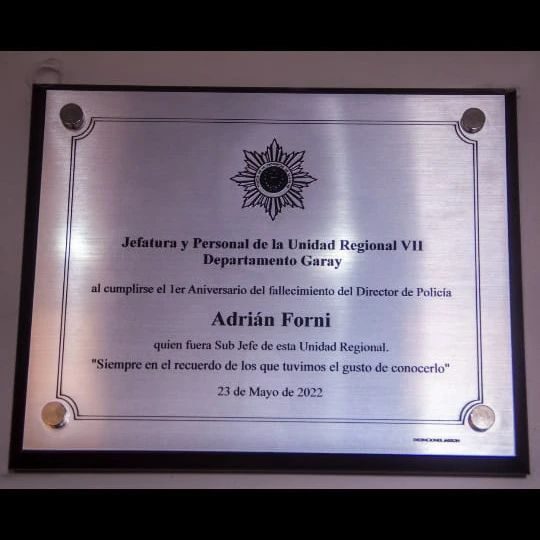 Jefatura y Personal de la Unidad Regional VII
Departamento Garay
al cumplirse el 1er Aniversario del fallecimiento del Director de Policía
Adrián Forni
quien fuera Sub Jefe de esta Unidad Regional.
"Siempre en el recuerdo de los que tuvimos el gusto de conocerlo"
23 de Mayo de 2022